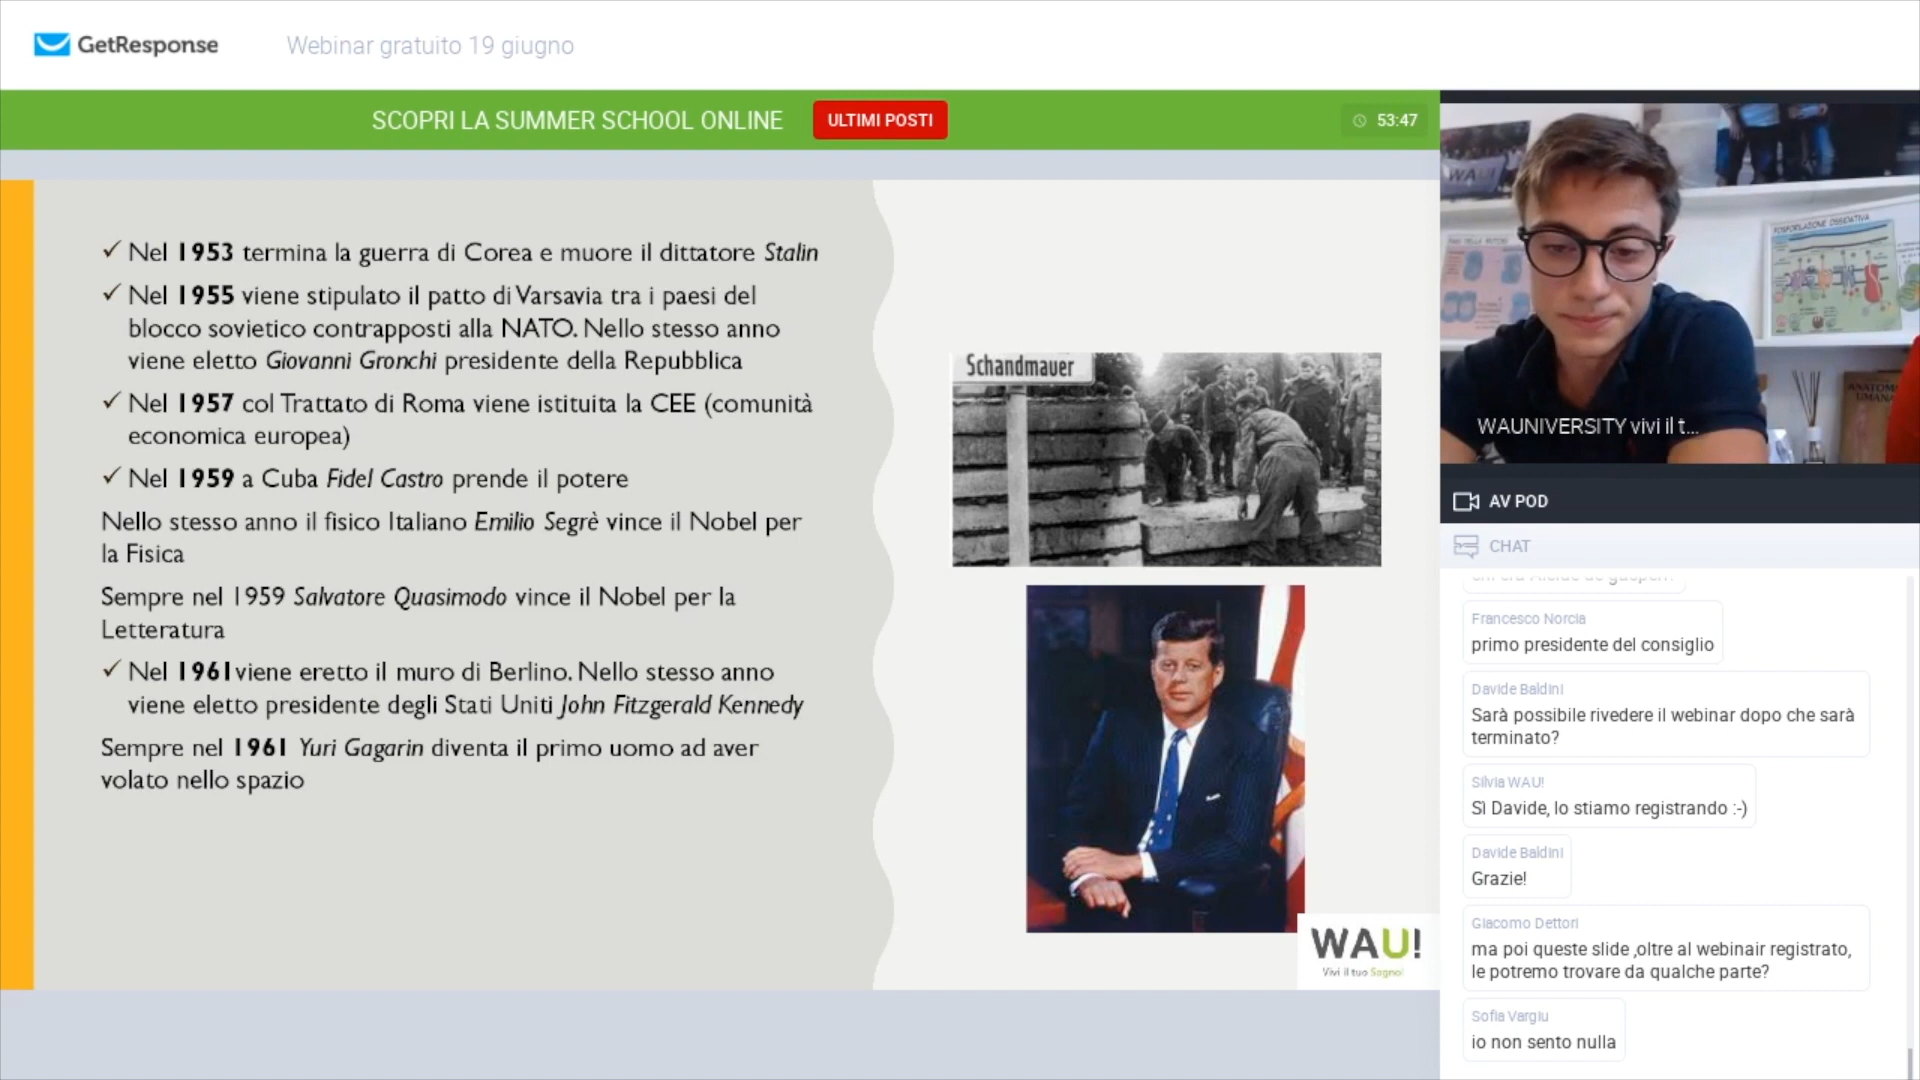 GetResponse
Webinar gratuito 19 giugno
SCOPRI LA SUMMER SCHOOL ONLINE
ULTIMI POSTI
53:47
✓ Nel 1953 termina la guerra di Corea e muore il dittatore Stalin
✓ Nel 1955 viene stipulato il patto di Varsavia tra i paesi del
blocco sovietico contrapposti alla NATO. Nello stesso anno
viene eletto Giovanni Gronchi presidente della Repubblica
✓ Nel 1957 col Trattato di Roma viene istituita la CEE (comunità
economica europea)
✓ Nel 1959 a Cuba Fidel Castro prende il potere
Nello stesso anno il fisico Italiano Emilio Segrè vince il Nobel per
la Fisica
Sempre nel 1959 Salvatore Quasimodo vince il Nobel per la
Letteratura
✓ Nel 1961viene eretto il muro di Berlino. Nello stesso anno
viene eletto presidente degli Stati Uniti John Fitzgerald Kennedy
Sempre nel 1961 Yuri Gagarin diventa il primo uomo ad aver
volato nello spazio
Schandmauer
WAU!
Vivi il tuo Sogno!
WAU!
FOSFORILAZIONE OSSIDATIVA
UMANA
WAUNIVERSITY vivi il t...
AV POD
CHAT
Francesco Norcia
primo presidente del consiglio
Davide Baldini
Sarà possibile rivedere il webinar dopo che sarà
terminato?
Silvia WAU!
Sì Davide, lo stiamo registrando :-)
Davide Baldini
Grazie!
Giacomo Dettori
ma poi queste slide ,oltre al webinair registrato,
le potremo trovare da qualche parte?
Sofia Vargiu
io non sento nulla